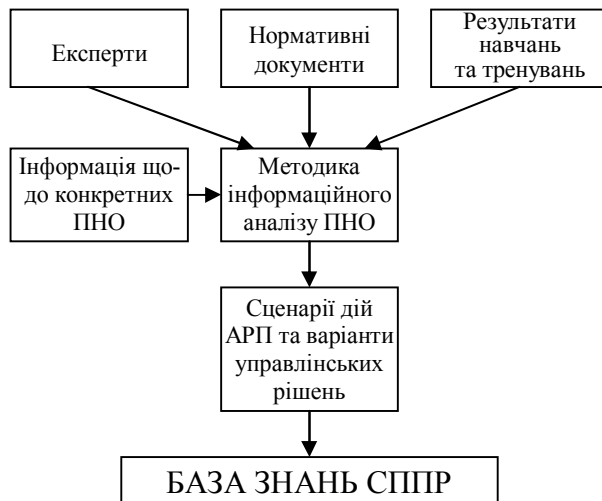 Експерти
Нормативні
документи
Результати
навчань
та тренувань
Інформація що-
до конкретних
ПНО
Методика
інформаційного
аналізу ПНО
Сценарії дій
АРП та варіанти
управлінських
рішень
БАЗА ЗНАНЬ СППР